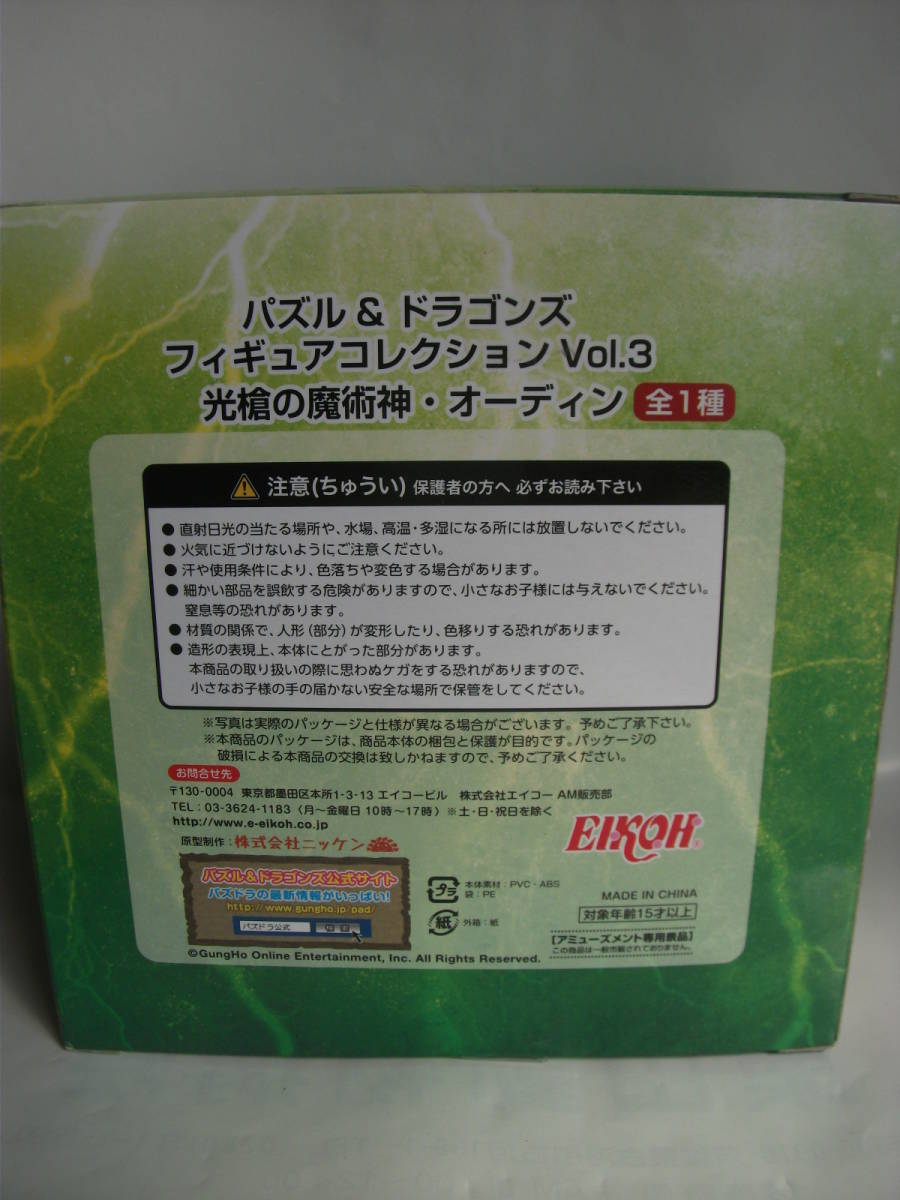 パズル & ドラゴンズ
フィギュアコレクション Vol.3
光槍の魔術神・オーディン 全1種
注意(ちゅうい) 保護者の方へ 必ずお読み下さい
● 直射日光の当たる場所や、水場、高温・多湿になる所には放置しないでください。
● 火気に近づけないようにご注意ください。
● 汗や使用条件により、色落ちや変色する場合があります。
● 細かい部品を誤飲する危険がありますので、小さなお子様には与えないでください。
窒息等の恐れがあります。
● 材質の関係で、人形(部分)が変形したり、色移りする恐れがあります。
● 造形の表現上、本体にとがった部分があります。
本商品の取り扱いの際に思わぬケガをする恐れがありますので、
小さなお子様の手の届かない安全な場所で保管をしてください。
※写真は実際のパッケージと仕様が異なる場合がございます。予めご了承下さい。
※本商品のパッケージは、商品本体の梱包と保護が目的です。パッケージの
破損による本商品の交換は致しかねますので、予めご了承ください。
お問合せ先
〒130-0004 東京都墨田区本所1-3-13 エイコービル 株式会社エイコー AM販売部
TEL:03-3624-1183(月~金曜日 10時~17時)※土・日・祝日を除く
http://www.e-eikoh.co.jp
原型制作:株式会社ニッケン
EIKOH®
パズル&ドラゴンズ公式サイト
パズドラの最新情報がいっぱい!
http://www.gungho.jp/pad/
パズドラ公式
プラ 本体素材:PVC・ABS
袋:PE
紙 外箱:紙
MADE IN CHINA
対象年齢15才以上
【アミューズメント専用景品】
この商品は一般市販されておりません。
©GungHo Online Entertainment, Inc. All Rights Reserved.